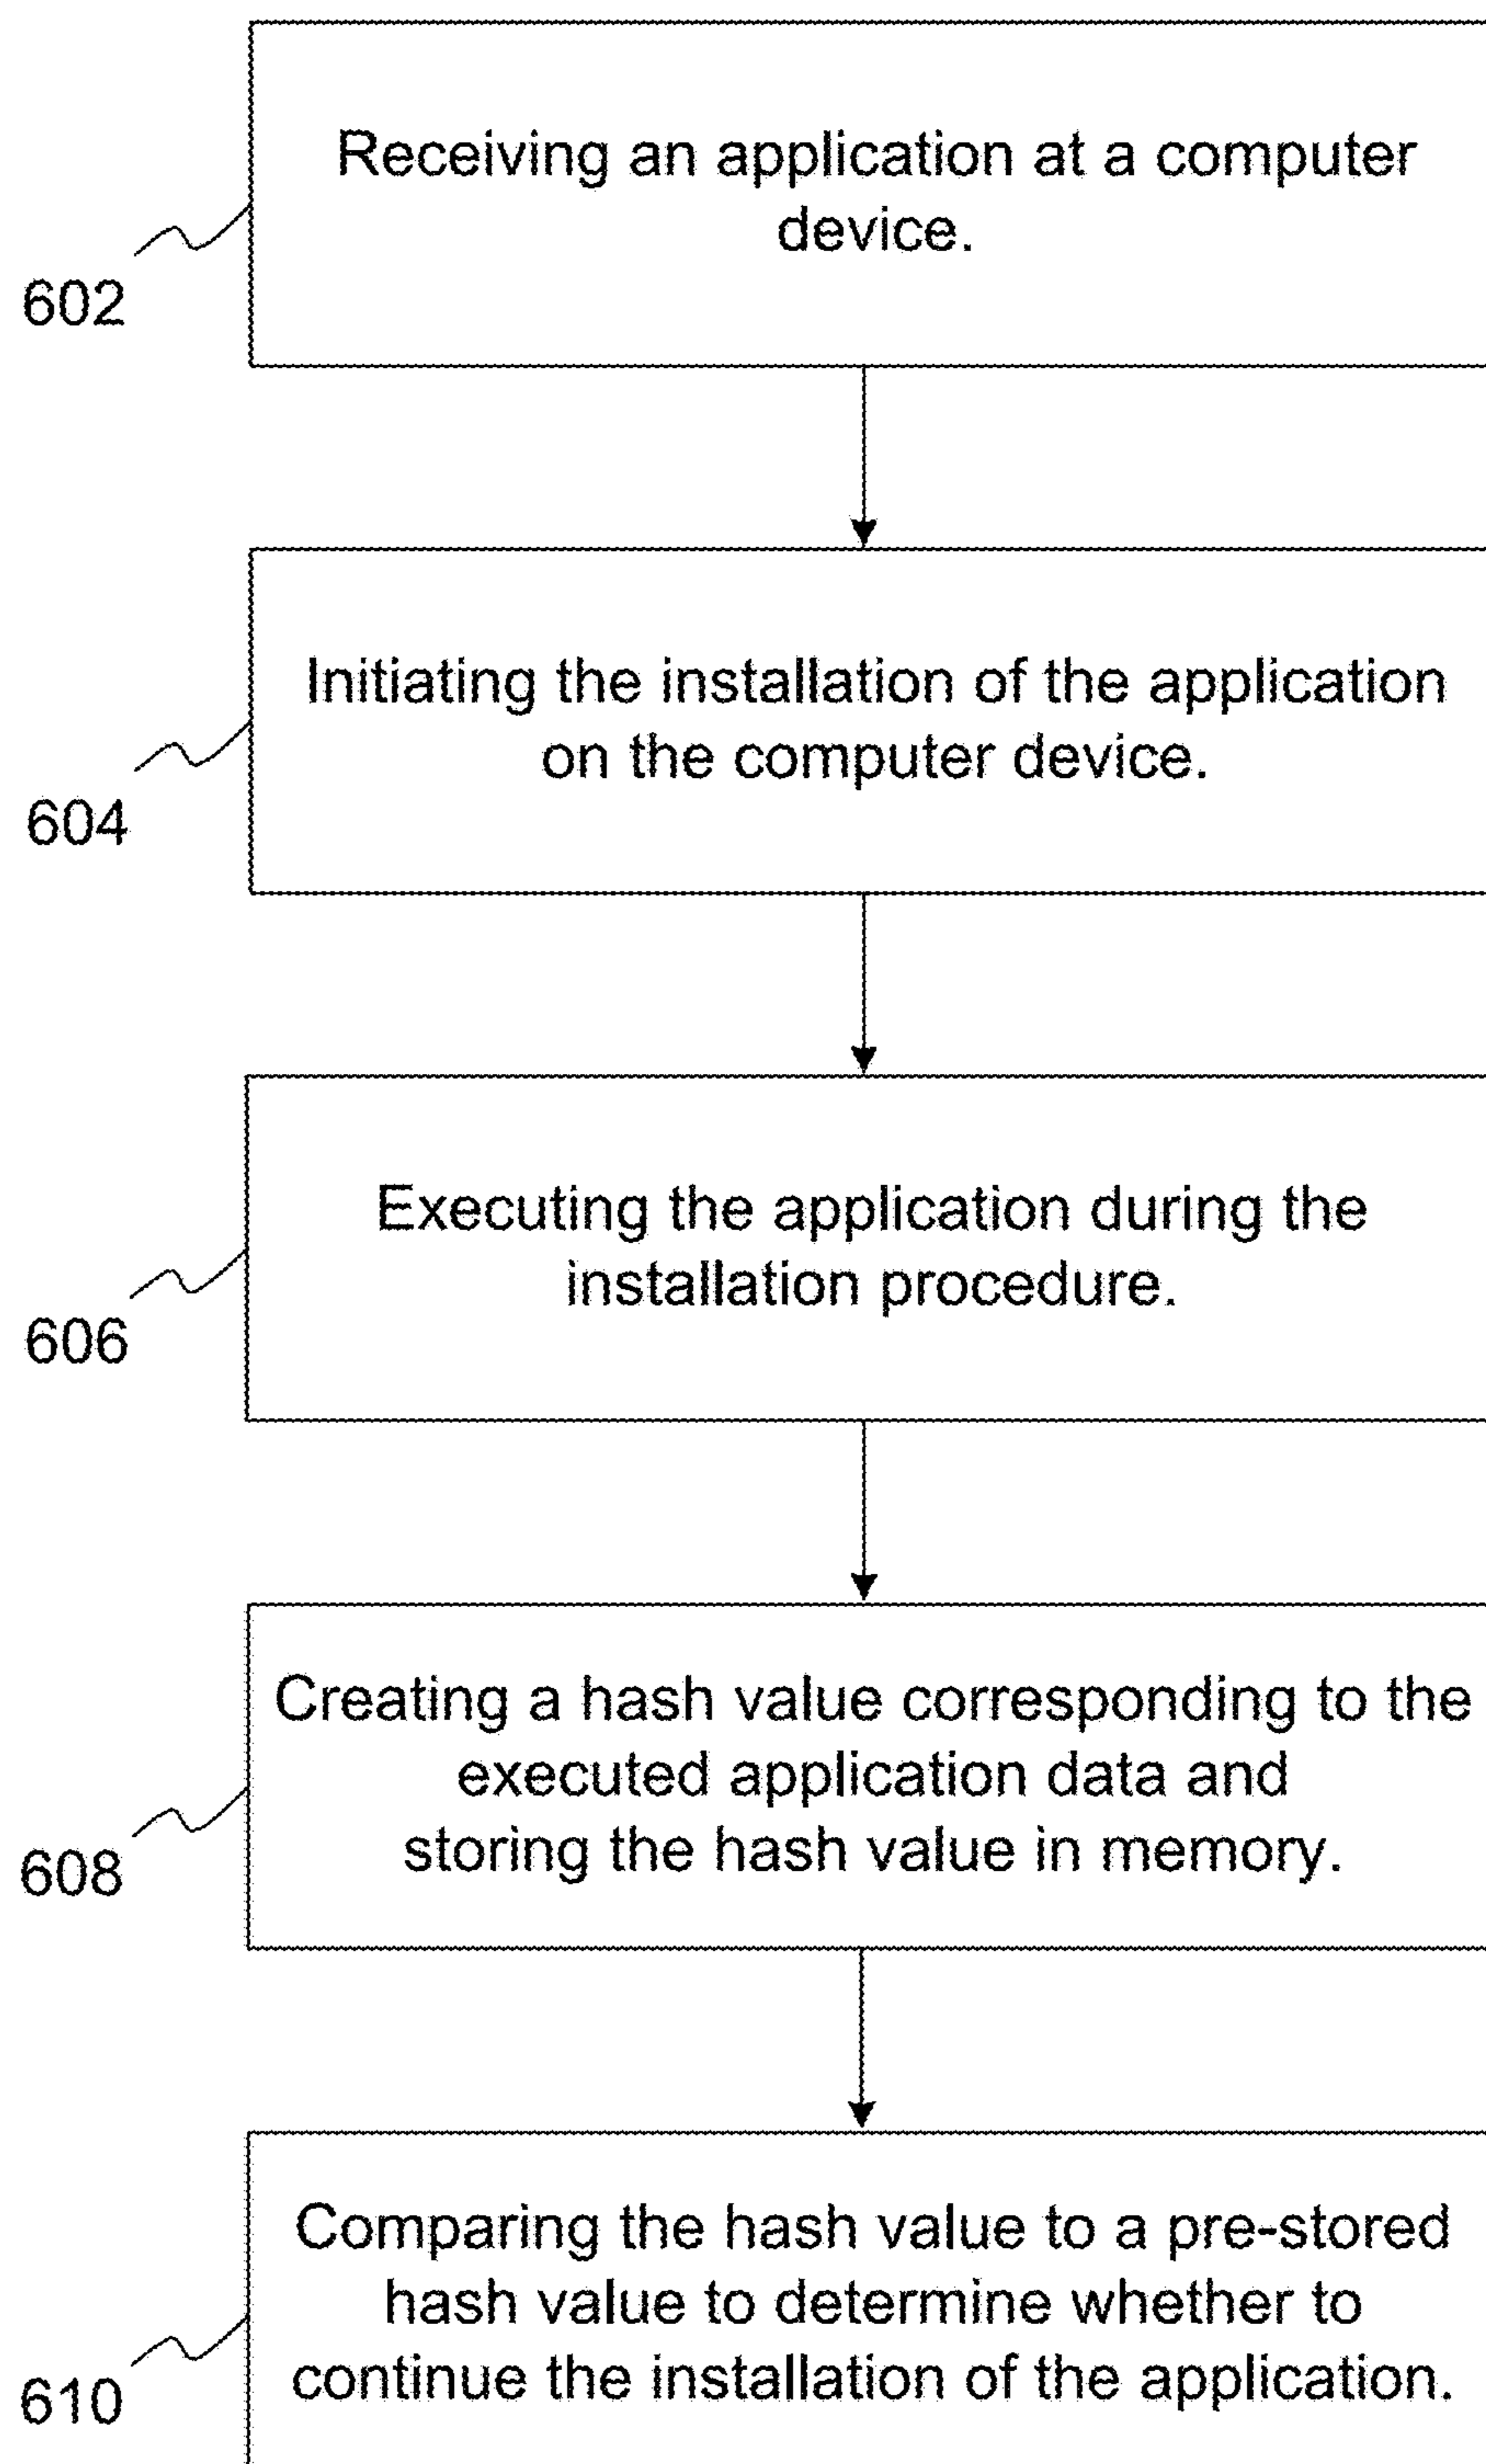 Receiving an application at a computer
device.
602
Initiating the installation of the application
on the computer device.
604
Executing the application during the
installation procedure.
606
Creating a hash value corresponding to the
executed application data and
storing the hash value in memory.
608
Comparing the hash value to a pre-stored
hash value to determine whether to
continue the installation of the application.
610